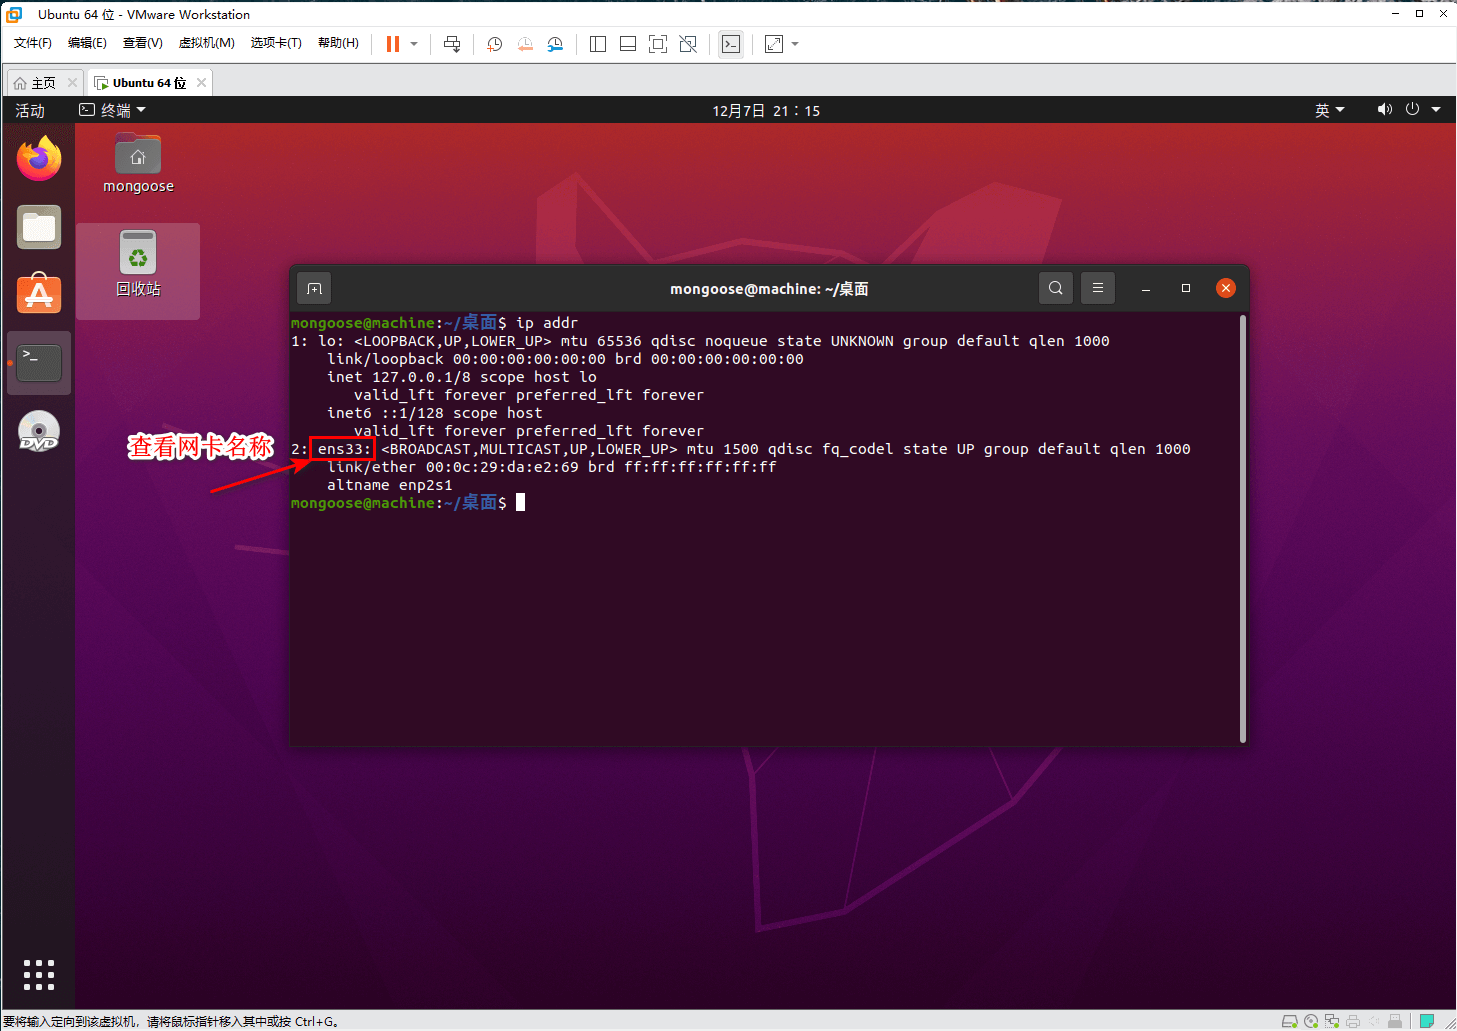 Ubuntu 64 位 - VMware Workstation
文件(F) 编辑(E) 查看(V) 虚拟机(M) 选项卡(T) 帮助(H)
主页 Ubuntu 64 位
活动 终端 12月7日 21：15 英
mongoose
回收站
mongoose@machine: ~/桌面
mongoose@machine:~/桌面$ ip addr
1: lo: <LOOPBACK,UP,LOWER_UP> mtu 65536 qdisc noqueue state UNKNOWN group default qlen 1000
link/loopback 00:00:00:00:00:00 brd 00:00:00:00:00:00
inet 127.0.0.1/8 scope host lo
valid_lft forever preferred_lft forever
inet6 ::1/128 scope host
valid_lft forever preferred_lft forever
查看网卡名称
2: ens33: <BROADCAST,MULTICAST,UP,LOWER_UP> mtu 1500 qdisc fq_codel state UP group default qlen 1000
link/ether 00:0c:29:da:e2:69 brd ff:ff:ff:ff:ff:ff
altname enp2s1
mongoose@machine:~/桌面$
DVD
要将输入定向到该虚拟机，请将鼠标指针移入其中或按 Ctrl+G。